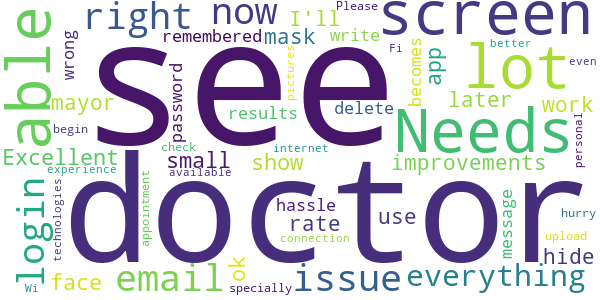 Please
right
now
I'll
screen
able
wrong
remembered
mask
write
Fi
becomes
better
even
see
lot
app
pictures
mayor
password
results
delete
later
work
begin
Needs
Excellent
check
internet
personal
experience
small
show
improvements
available
doctor
login
technologies
appointment
hassle
rate
use
message
hurry
connection
ok
upload
hide
Wi
face
email
specially
issue
everything